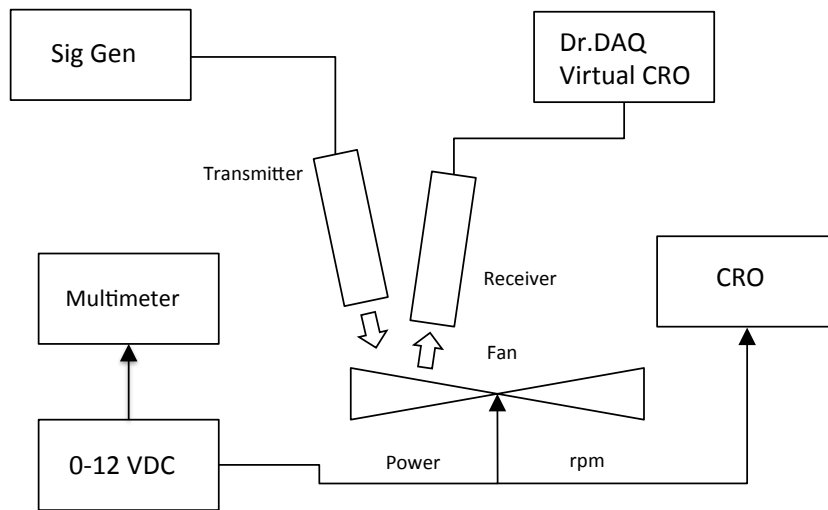 Sig Gen
Dr.DAQ
Virtual CRO
Transmitter
Receiver
CRO
Multimeter
Fan
0-12 VDC
Power
rpm